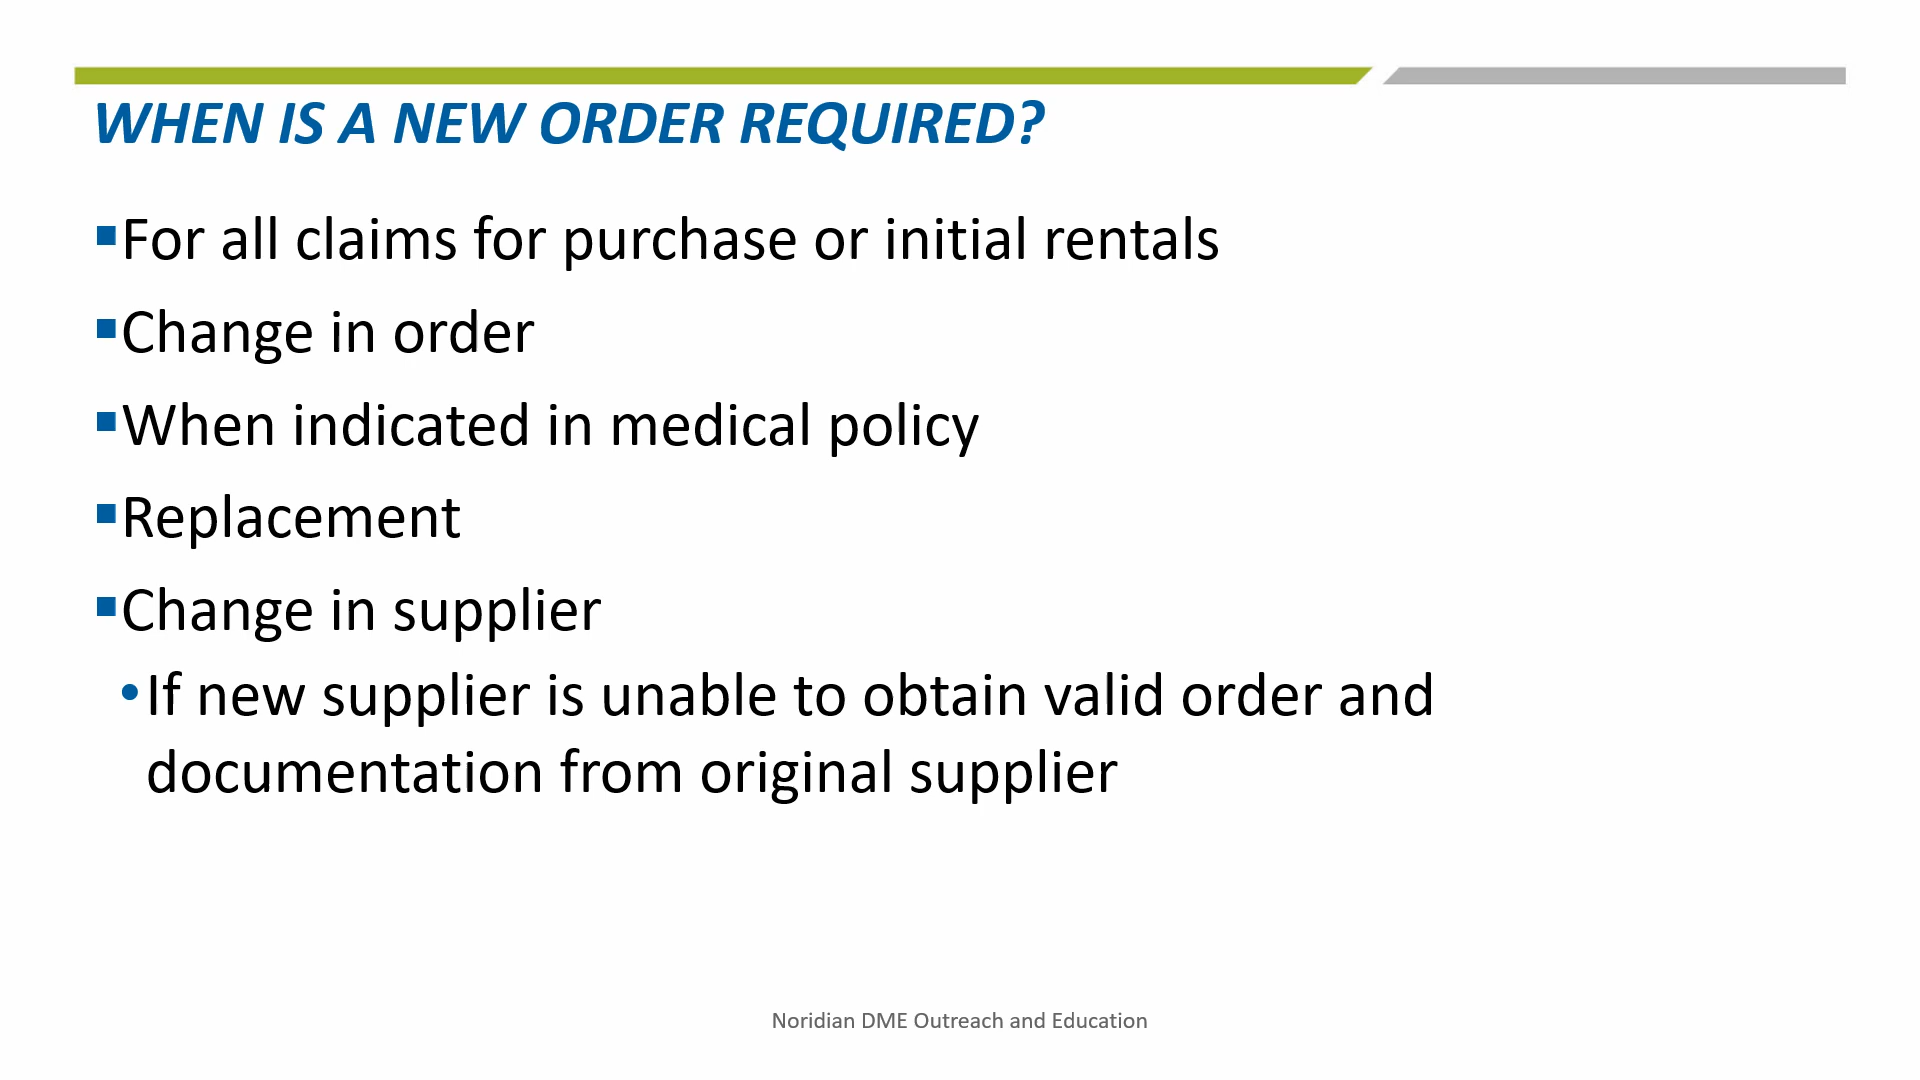 WHEN IS A NEW ORDER REQUIRED?
▪For all claims for purchase or initial rentals
▪Change in order
▪When indicated in medical policy
▪Replacement
▪Change in supplier
•If new supplier is unable to obtain valid order and
documentation from original supplier
Noridian DME Outreach and Education